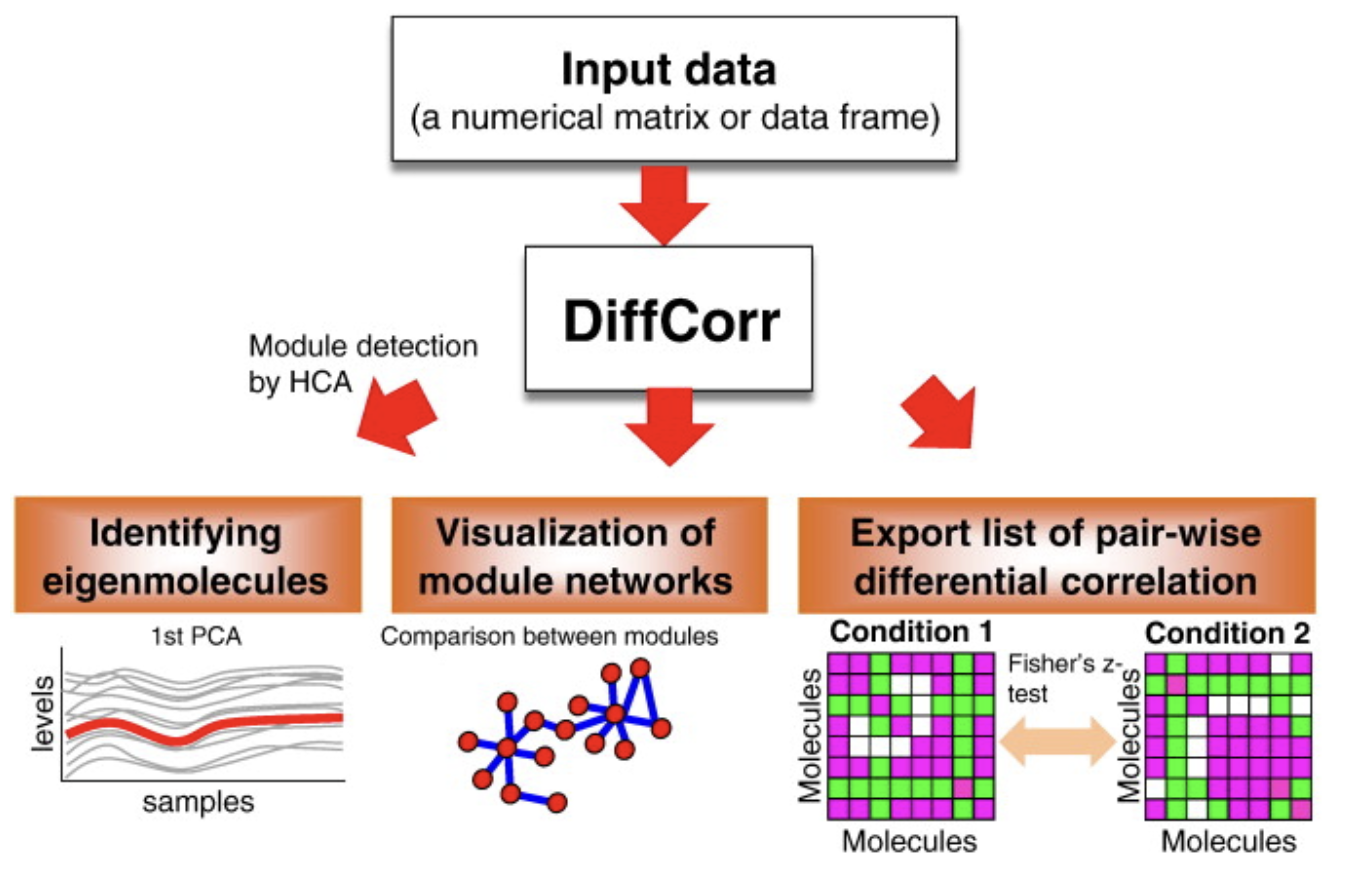 Input data
(a numerical matrix or data frame)
DiffCorr
Module detection
by HCA
Identifying
eigenmolecules
Visualization of
module networks
Export list of pair-wise
differential correlation
1st PCA
levels
samples
Comparison between modules
Condition 1
Molecules
Molecules
Fisher's z-
test
Condition 2
Molecules
Molecules